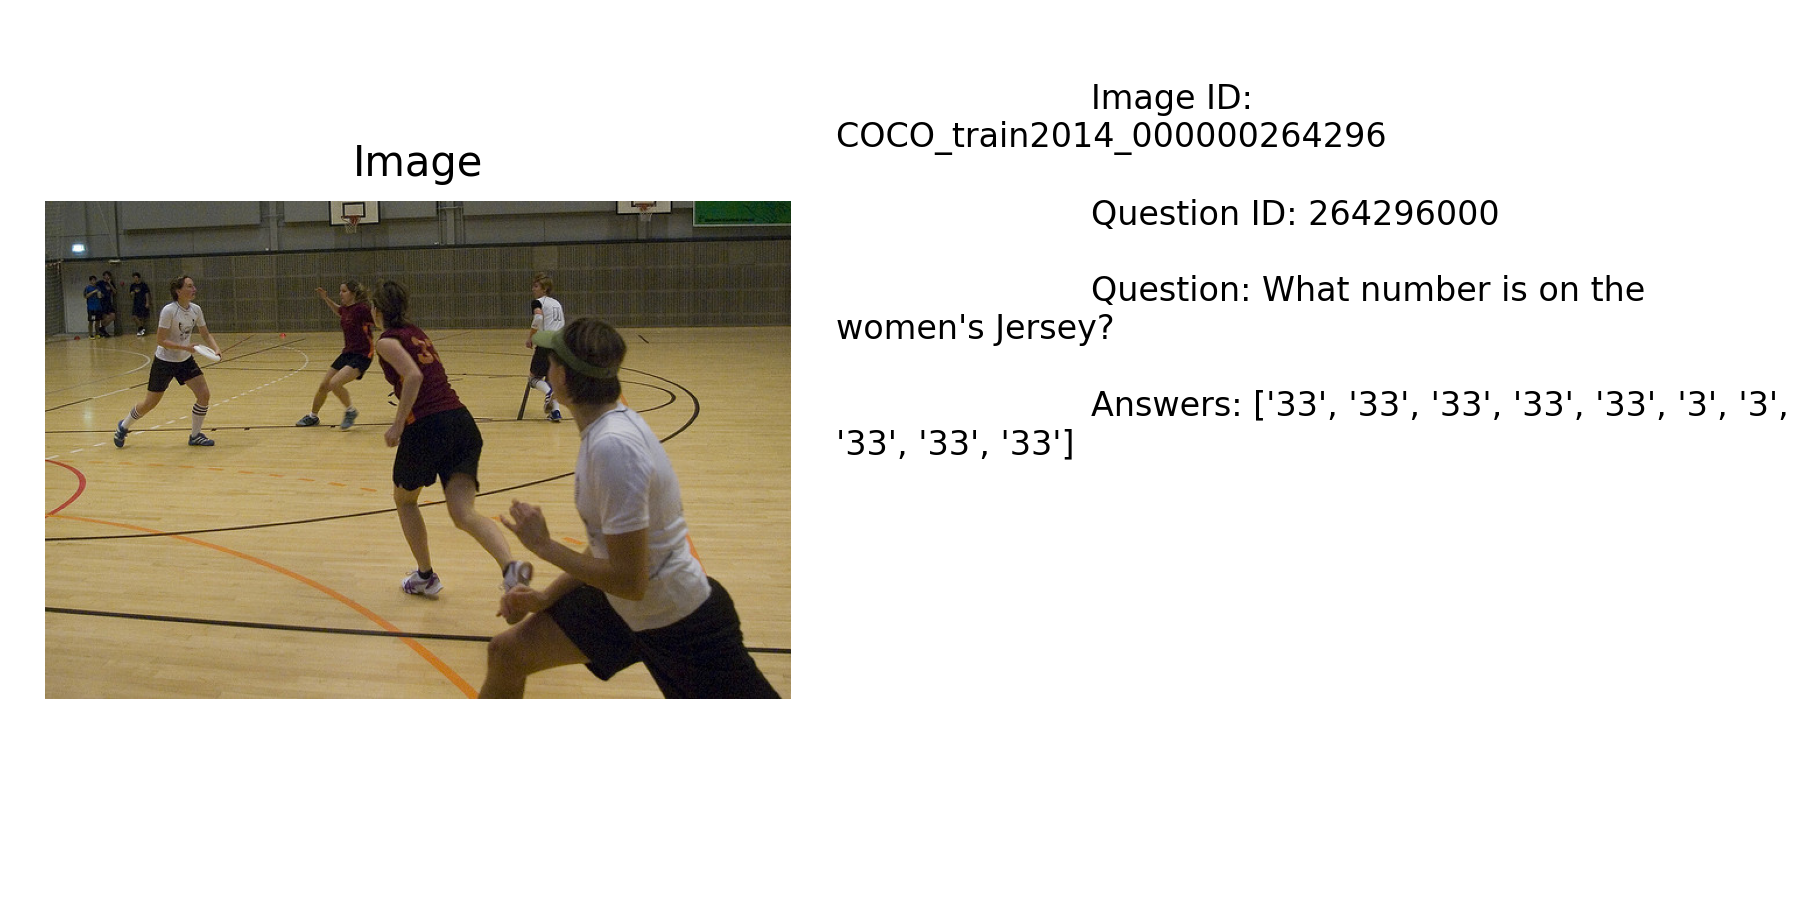 Image
Image ID:
COCO_train2014_000000264296
Question ID: 264296000
Question: What number is on the
women's Jersey?
Answers: ['33', '33', '33', '33', '33', '3', '3',
'33', '33', '33']